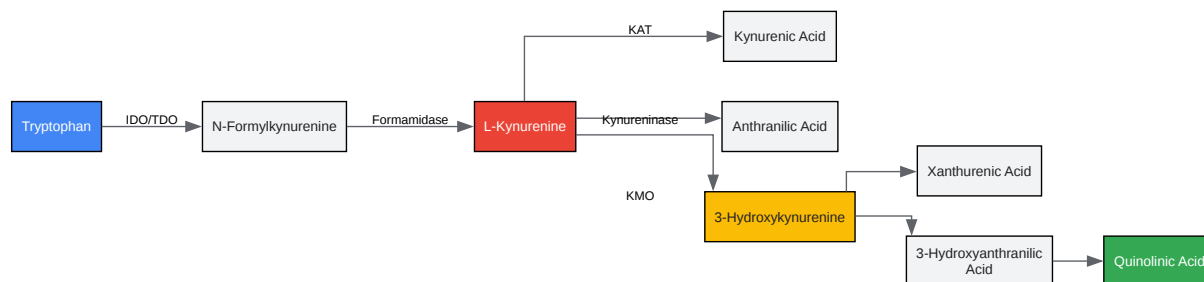 KAT
Kynurenic Acid
Tryptophan
IDO/TDO
N-Formylkynurenine
Formamidase
L-Kynurenine
Kynureninase
Anthranilic Acid
Xanthurenic Acid
KMO
3-Hydroxykynurenine
3-Hydroxyanthranilic
Acid
Quinolinic Acid